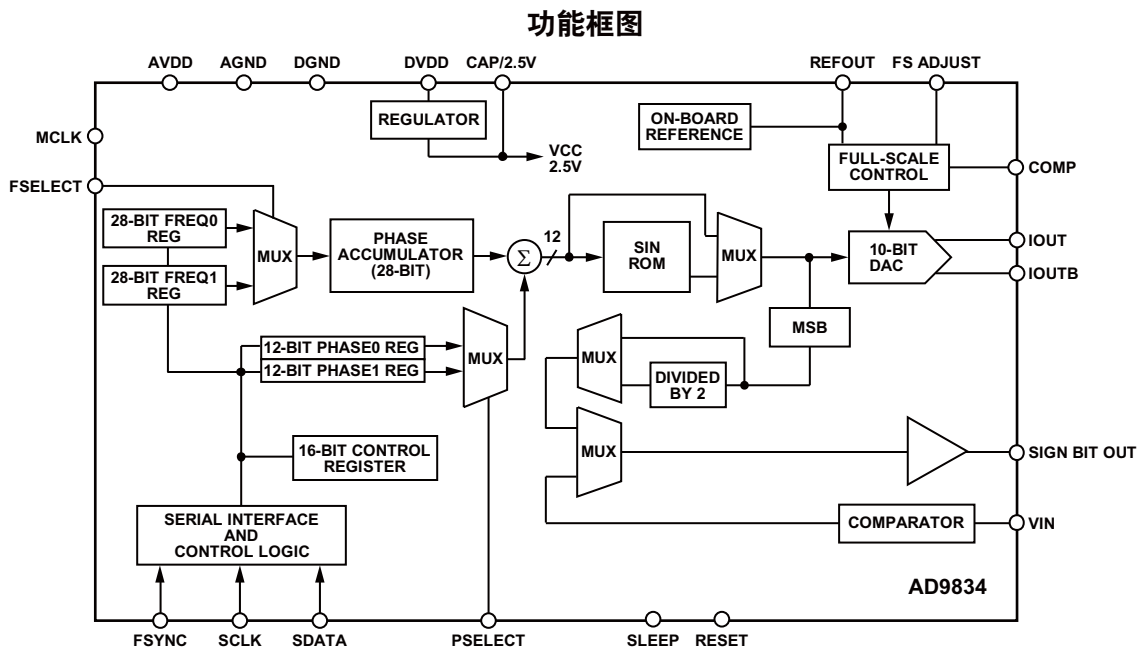 功能框图
AVDD
AGND
DGND
DVDD
CAP/2.5V
REFOUT
FS ADJUST
MCLK
FSELECT
REGULATOR
VCC
2.5V
ON-BOARD
REFERENCE
FULL-SCALE
CONTROL
COMP
28-BIT FREQ0
REG
28-BIT FREQ1
REG
MUX
PHASE
ACCUMULATOR
(28-BIT)
Σ
12
SIN
ROM
MUX
10-BIT
DAC
IOUT
IOUTB
MSB
12-BIT PHASE0 REG
12-BIT PHASE1 REG
MUX
MUX
DIVIDED
BY 2
16-BIT CONTROL
REGISTER
MUX
SIGN BIT OUT
SERIAL INTERFACE
AND
CONTROL LOGIC
COMPARATOR
VIN
AD9834
FSYNC
SCLK
SDATA
PSELECT
SLEEP
RESET